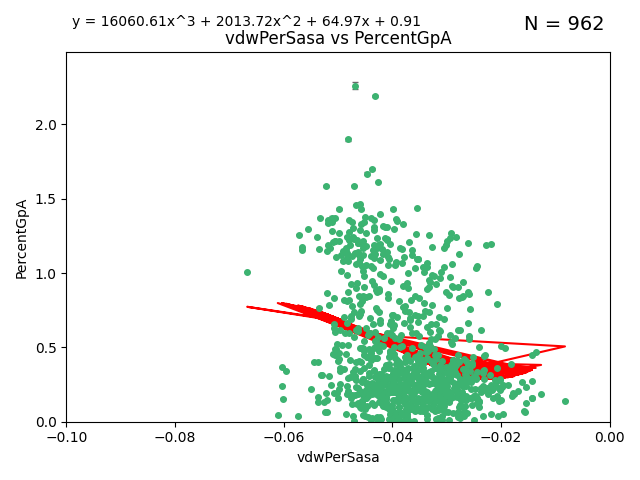 y = 16060.61x^3 + 2013.72x^2 + 64.97x + 0.91
N = 962
vdwPerSasa vs PercentGpA
PercentGpA
2.0
1.5
1.0
0.5
0.0
−0.10 −0.08 −0.06 −0.04 −0.02 0.00
vdwPerSasa